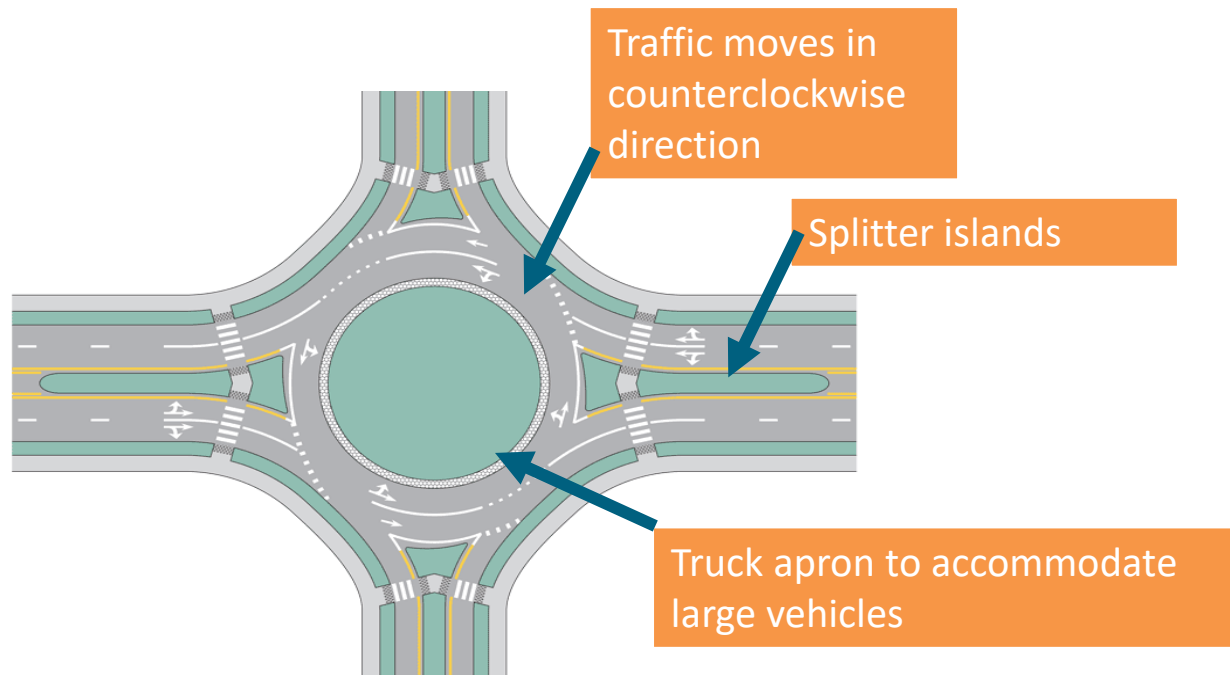 Traffic moves in
counterclockwise
direction
Splitter islands
Truck apron to accommodate
large vehicles